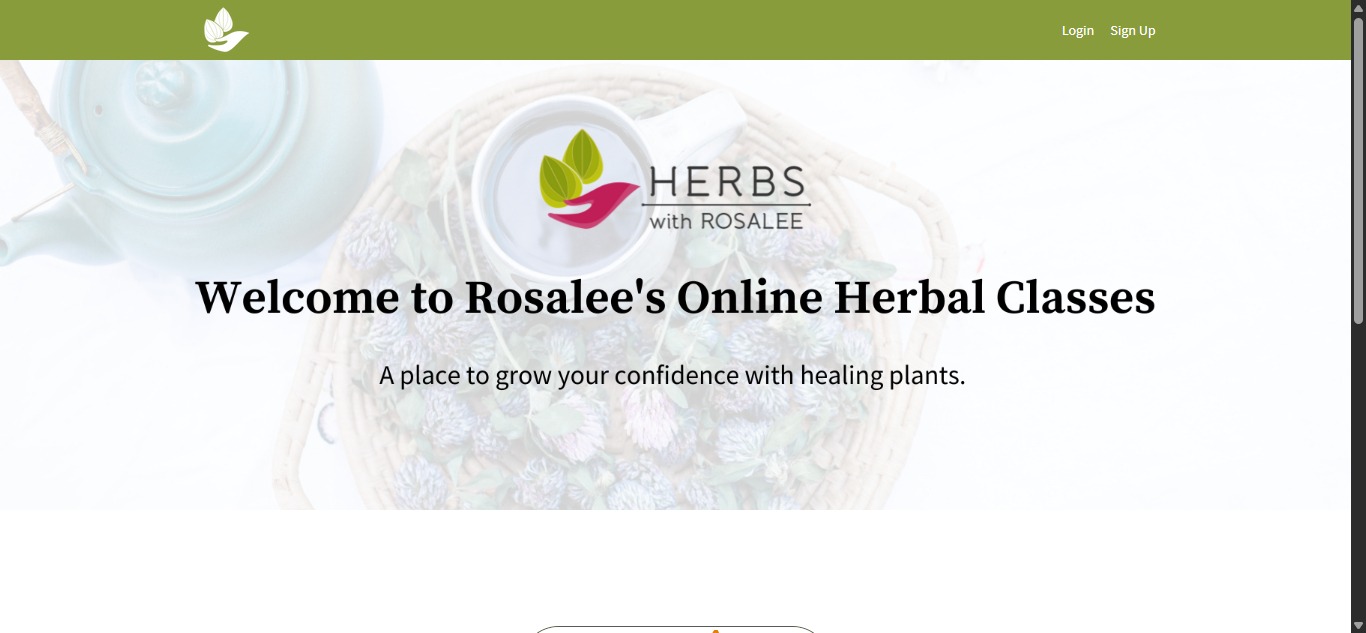 Login Sign Up
HERBS
with ROSALEE
Welcome to Rosalee's Online Herbal Classes
A place to grow your confidence with healing plants.